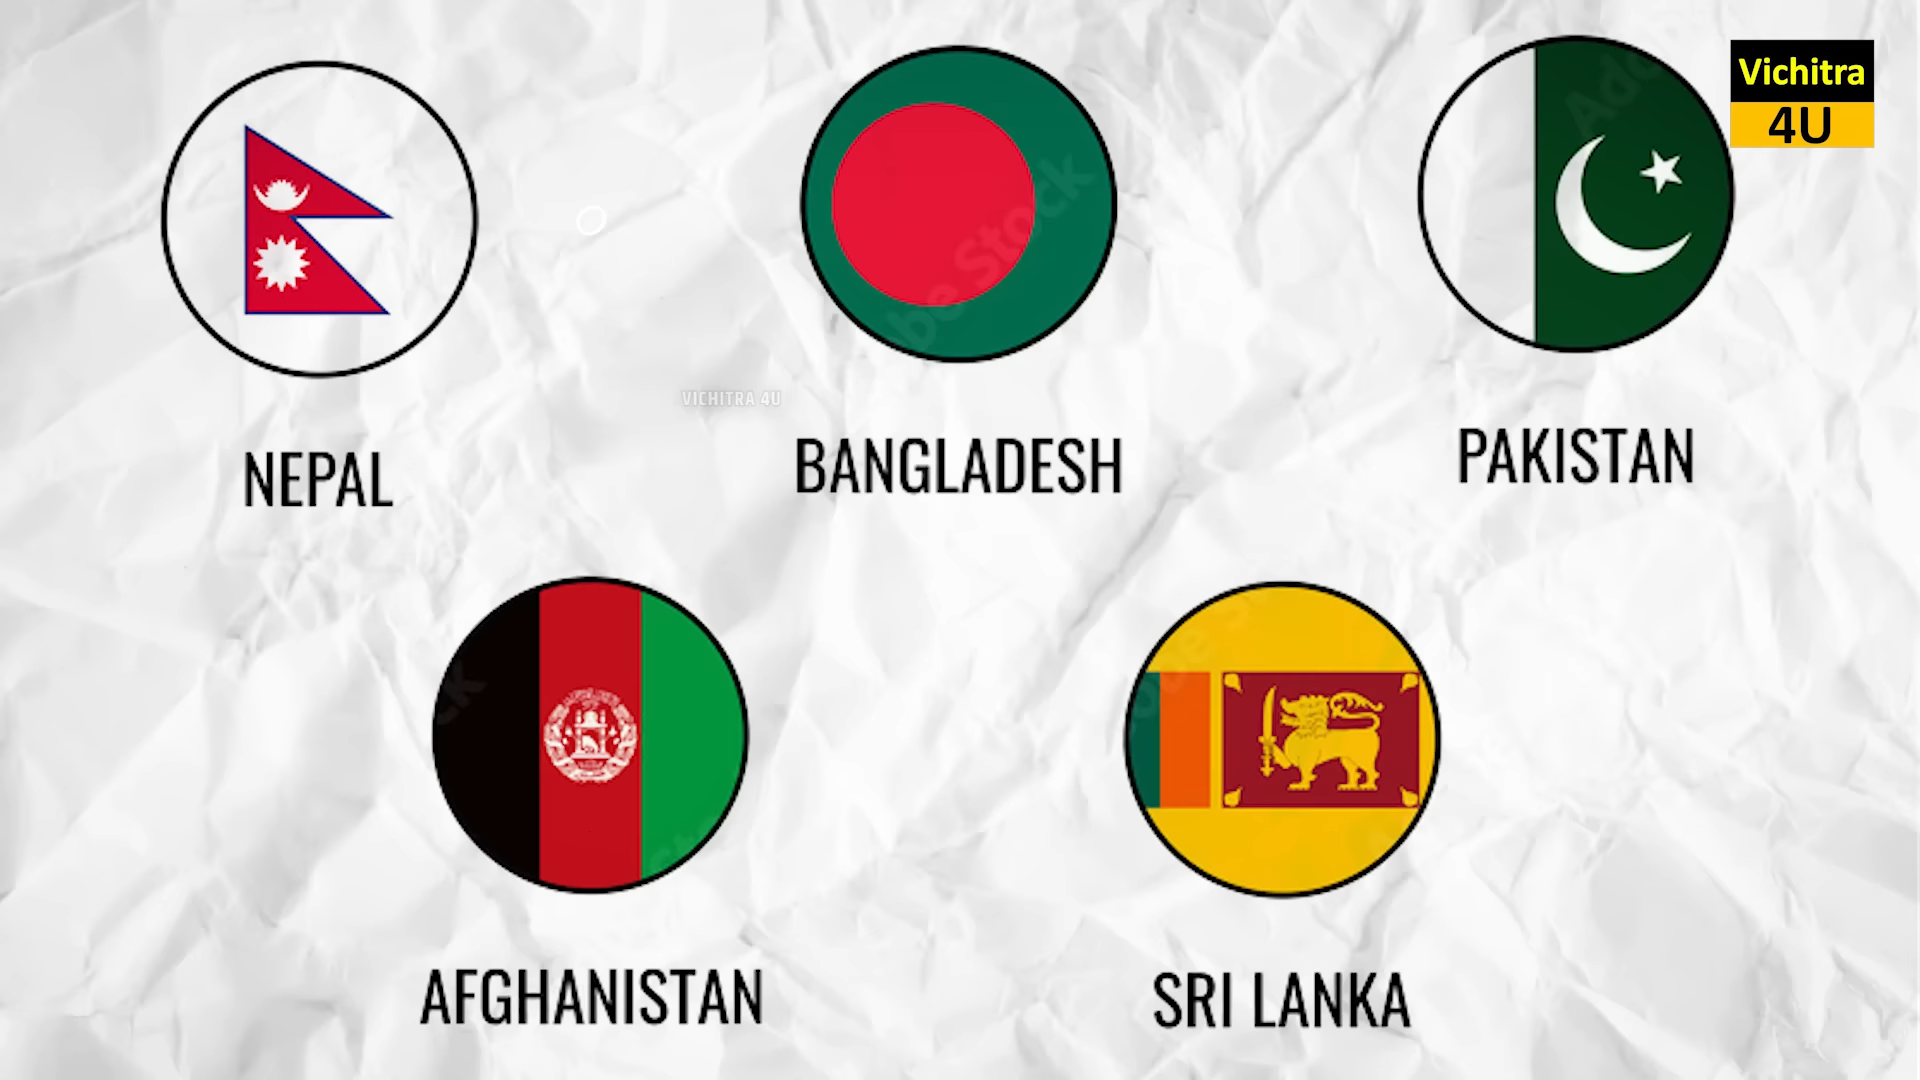 Vichitra
4U
VICHITRA 4U
NEPAL
BANGLADESH
PAKISTAN
AFGHANISTAN
SRI LANKA